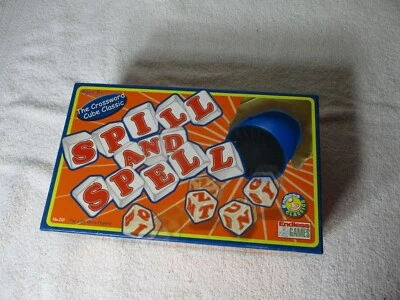 The Crossword
Cube Classic
SPILL
AND
SPELL
Endless
GAMES